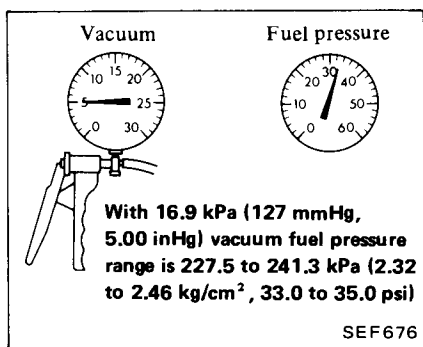 Vacuum
Fuel pressure
0 5 10 15 20 25 30
0 10 20 30 40 50 60
With 16.9 kPa (127 mmHg,
5.00 inHg) vacuum fuel pressure
range is 227.5 to 241.3 kPa (2.32
to 2.46 kg/cm², 33.0 to 35.0 psi)
SEF676